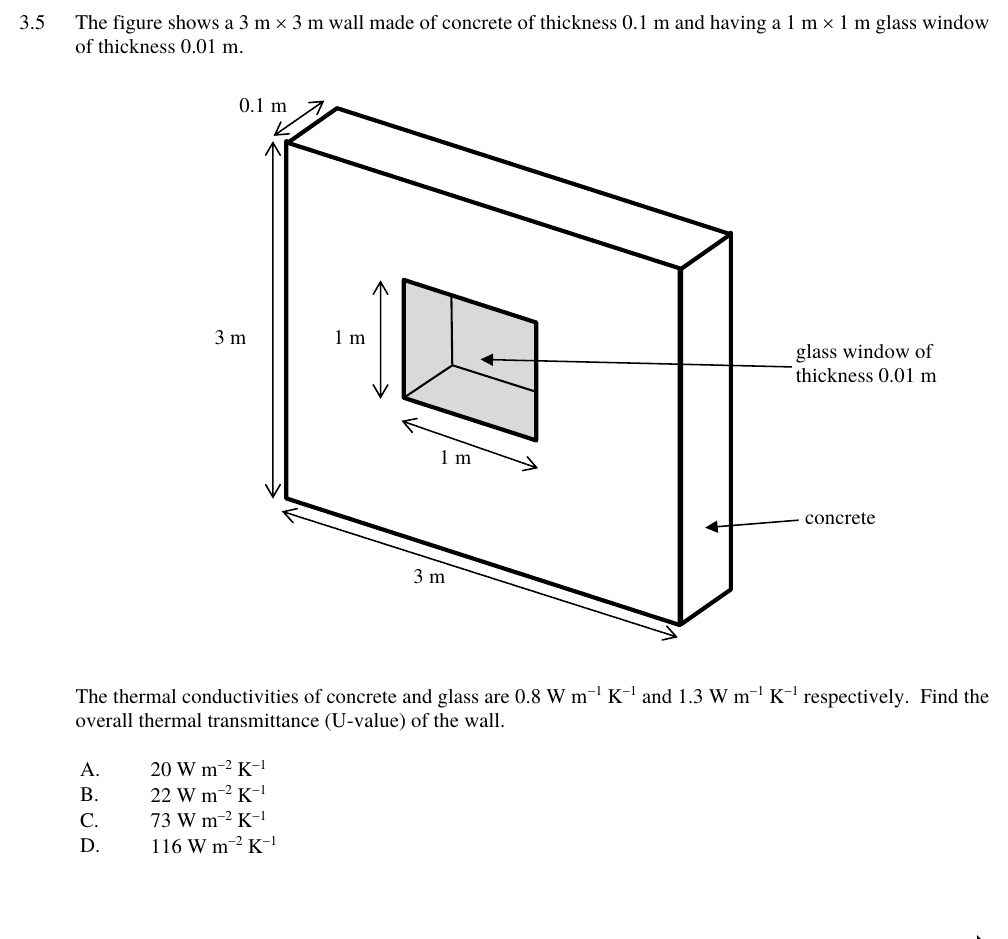 3.5 The figure shows a 3 m × 3 m wall made of concrete of thickness 0.1 m and having a 1 m × 1 m glass window
of thickness 0.01 m.
0.1 m
3 m
1 m
glass window of
thickness 0.01 m
1 m
concrete
3 m
The thermal conductivities of concrete and glass are 0.8 W m⁻¹ K⁻¹ and 1.3 W m⁻¹ K⁻¹ respectively. Find the
overall thermal transmittance (U-value) of the wall.
A. 20 W m⁻² K⁻¹
B. 22 W m⁻² K⁻¹
C. 73 W m⁻² K⁻¹
D. 116 W m⁻² K⁻¹